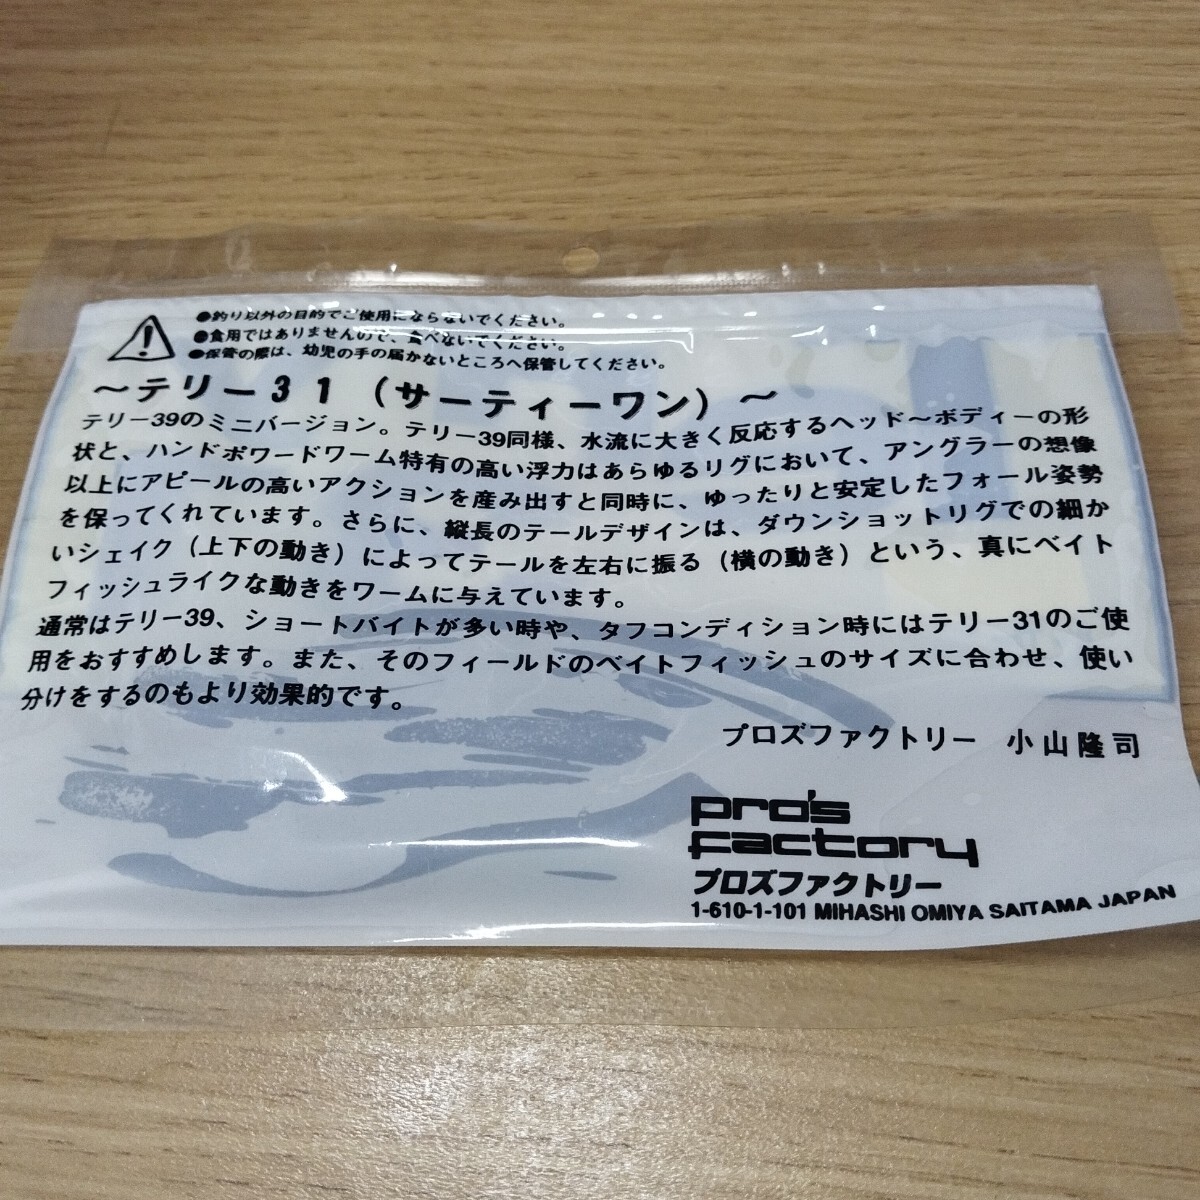 ●釣り以外の目的でご使用にならないでください。
●食用ではありませんので、食べないでください。
●保管の際は、幼児の手の届かないところへ保管してください。
～テリー31（サーティーワン）～
テリー39のミニバージョン。テリー39同様、水流に大きく反応するヘッド～ボディーの形
状と、ハンドポワードワーム特有の高い浮力はあらゆるリグにおいて、アングラーの想像
以上にアピールの高いアクションを産み出すと同時に、ゆったりと安定したフォール姿勢
を保ってくれています。さらに、縦長のテールデザインは、ダウンショットリグでの細か
いシェイク（上下の動き）によってテールを左右に振る（横の動き）という、真にベイト
フィッシュライクな動きをワームに与えています。
通常はテリー39、ショートバイトが多い時や、タフコンディション時にはテリー31のご使
用をおすすめします。また、そのフィールドのベイトフィッシュのサイズに合わせ、使い
分けをするのもより効果的です。
プロズファクトリー 小山隆司
pro's
factory
プロズファクトリー
1-610-1-101 MIHASHI OMIYA SAITAMA JAPAN